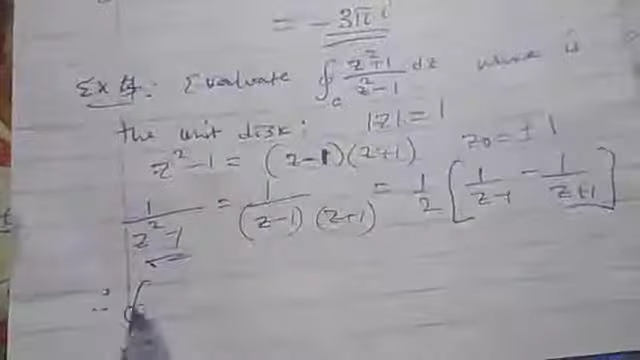 = - 3πi
Ex 4: Evaluate ∮_c (z²+1)/(z²-1) dz where is
the unit disk: |z| = 1
z²-1 = (z-1)(z+1) z₀ = ±1
1/(z²-1) = 1/((z-1)(z+1)) = 1/2 [1/(z-1) - 1/(z+1)]
∴ ∮